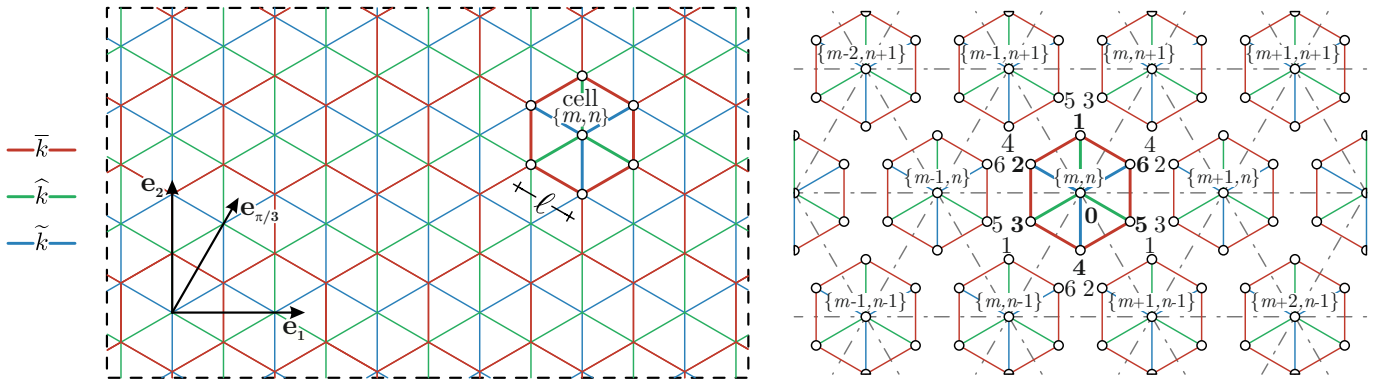 k̅
k̂
k̃
e₂
e_{π/3}
e₁
cell
{m,n}
ℓ
{m-2,n+1} {m-1,n+1} {m,n+1} {m+1,n+1}
5 3
4 1 4
6 2 6 2
{m-1,n} {m,n} {m+1,n}
0
5 3 5 3
1 4 1
6 2
{m-1,n-1} {m,n-1} {m+1,n-1} {m+2,n-1}